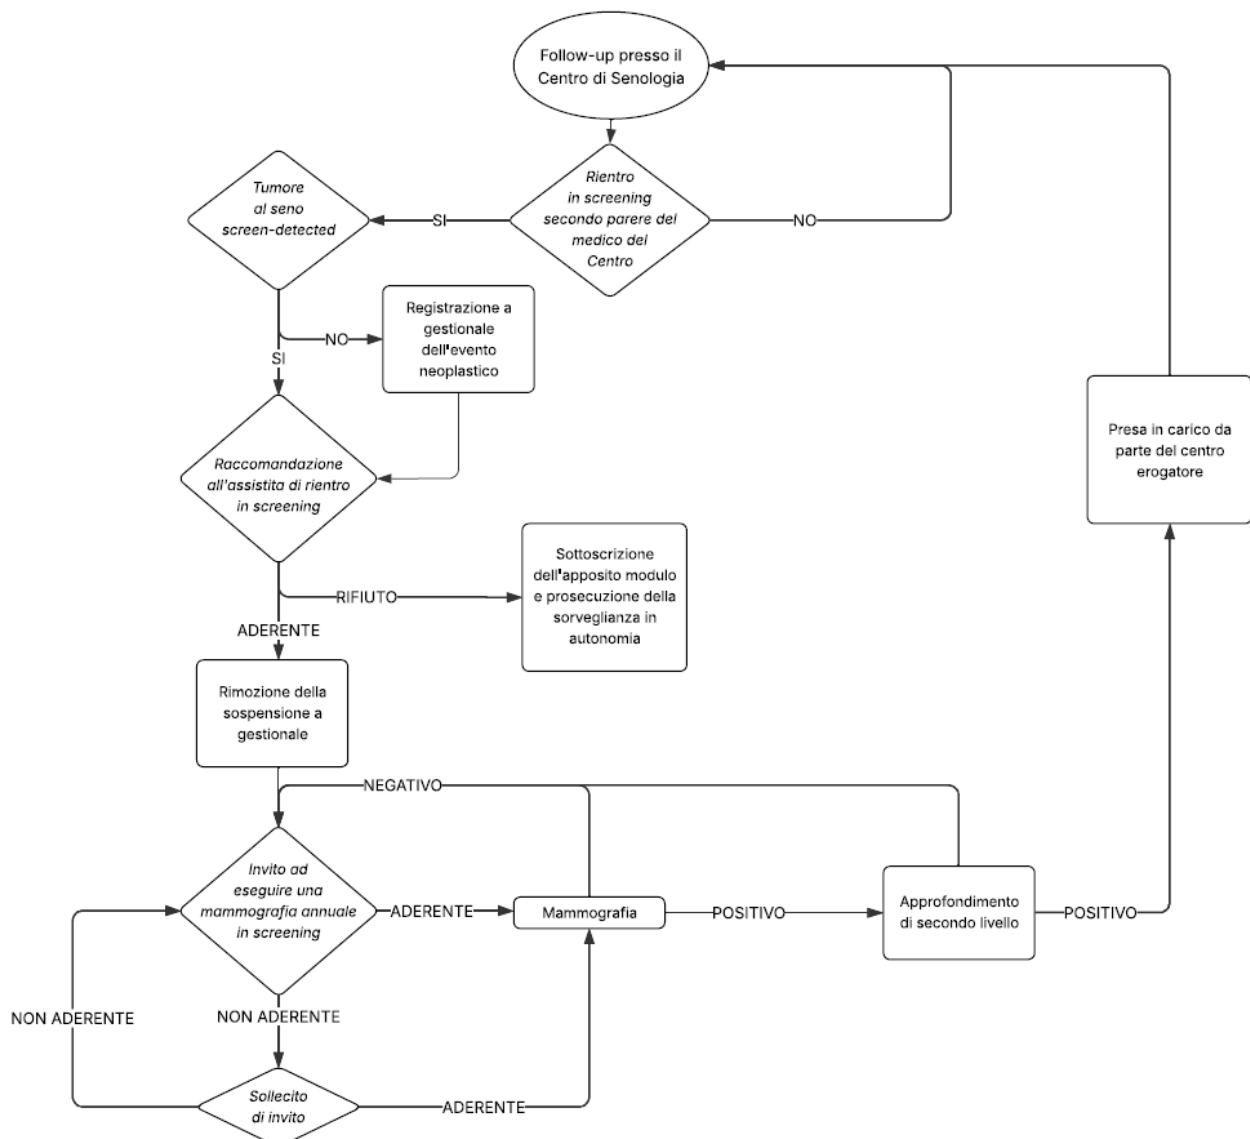 Follow-up presso il
Centro di Senologia
Rientro
in screening
secondo parere del
medico del
Centro
NO
SI
Tumore
al seno
screen-detected
Registrazione a
gestionale
dell'evento
neoplastico
NO
SI
Raccomandazione
all'assistita di rientro
in screening
Presa in carico da
parte del centro
erogatore
Sottoscrizione
dell'apposito modulo
e prosecuzione della
sorveglianza in
autonomia
RIFIUTO
ADERENTE
Rimozione della
sospensione a
gestionale
NEGATIVO
Invito ad
eseguire una
mammografia annuale
in screening
ADERENTE
Mammografia
POSITIVO
Approfondimento
di secondo livello
POSITIVO
NON ADERENTE
NON ADERENTE
Sollecito
di invito
ADERENTE